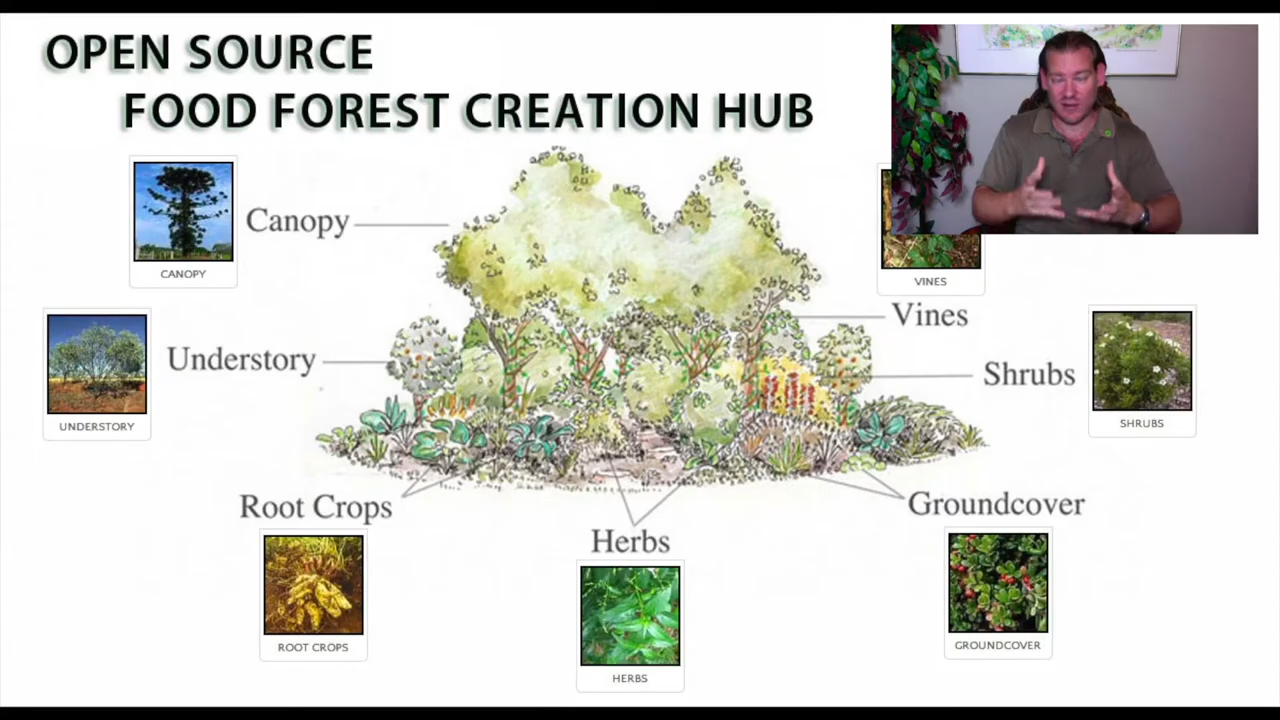 OPEN SOURCE
FOOD FOREST CREATION HUB
Canopy
CANOPY
VINES
Vines
Understory
UNDERSTORY
Shrubs
SHRUBS
Root Crops
ROOT CROPS
Herbs
HERBS
Groundcover
GROUNDCOVER